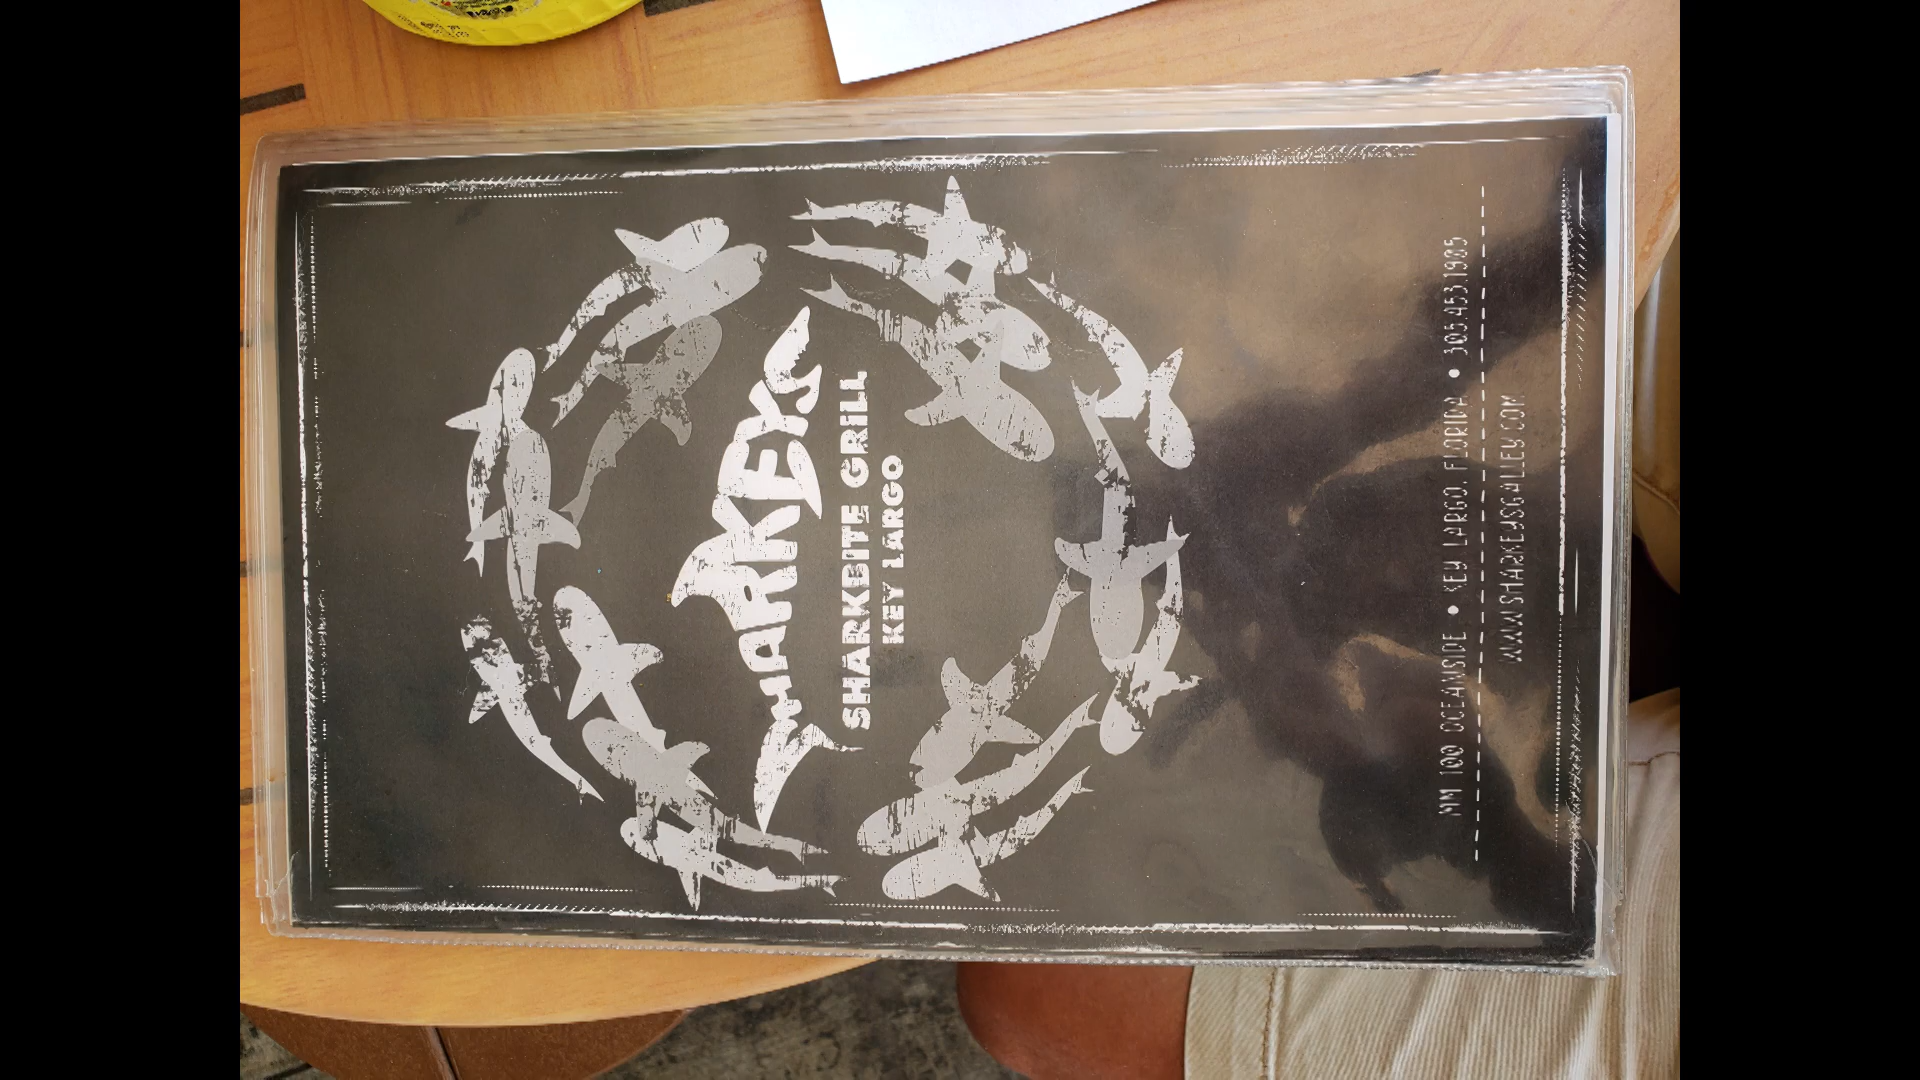 SHARKEYS
SHARKBITE GRILL
KEY LARGO
MM 100 OCEANSIDE • KEY LARGO, FLORIDA • 305.453.1985
WWW.SHARKEYSGALLEY.COM